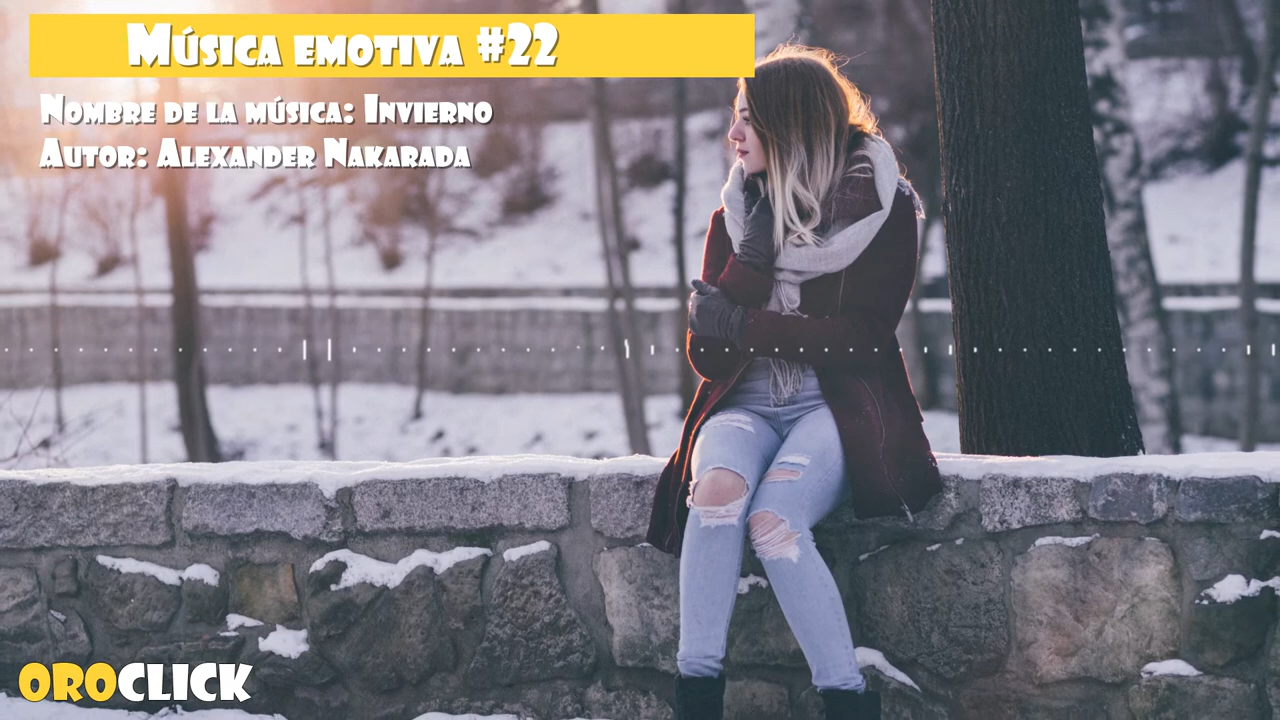 Música emotiva #22
Nombre de la música: Invierno
Autor: Alexander Nakarada
OROCLICK